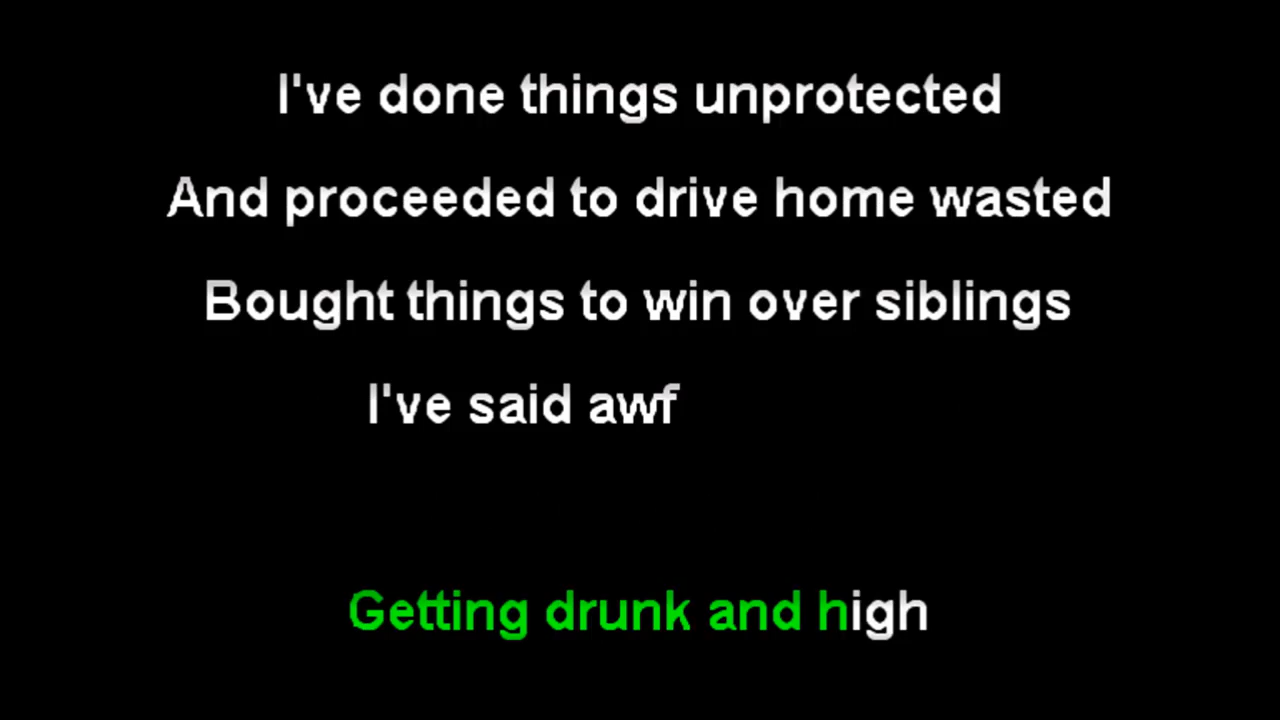 I've done things unprotected
And proceeded to drive home wasted
Bought things to win over siblings
I've said awf
Getting drunk and high